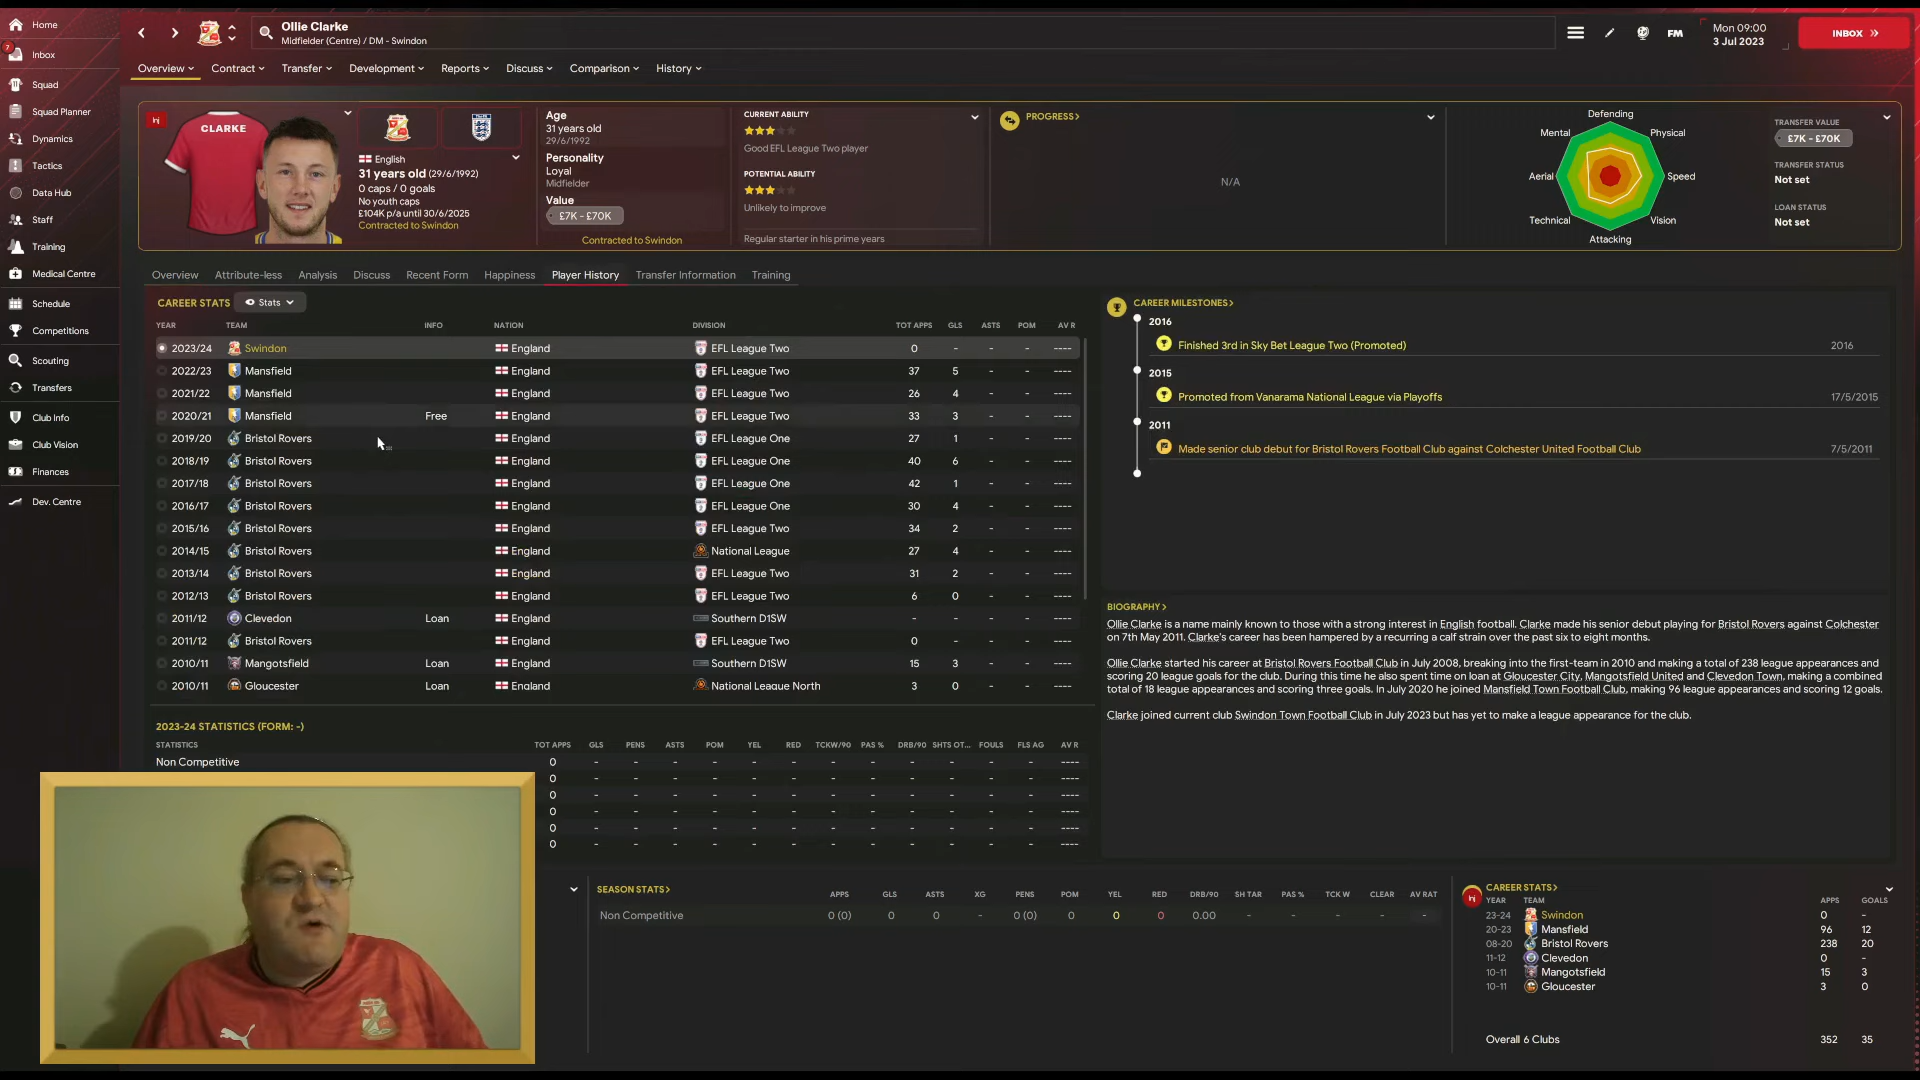 Home
7
Inbox
Squad
Squad Planner
Dynamics
Tactics
Data Hub
Staff
Training
Medical Centre
Schedule
Competitions
Scouting
Transfers
Club Info
Club Vision
Finances
Dev. Centre
Ollie Clarke
Midfielder (Centre) / DM - Swindon
FM
Mon 09:00
3 Jul 2023
INBOX
Overview Contract Transfer Development Reports Discuss Comparison History
CLARKE
English
31 years old (29/6/1992)
0 caps / 0 goals
No youth caps
£104K p/a until 30/6/2025
Contracted to Swindon
Age
31 years old
29/6/1992
Personality
Loyal
Midfielder
Value
£7K - £70K
Contracted to Swindon
CURRENT ABILITY
Good EFL League Two player
POTENTIAL ABILITY
Unlikely to improve
Regular starter in his prime years
PROGRESS>
N/A
Defending
Mental Physical
Aerial Speed
Technical Vision
Attacking
TRANSFER VALUE
£7K - £70K
TRANSFER STATUS
Not set
LOAN STATUS
Not set
Overview Attribute-less Analysis Discuss Recent Form Happiness Player History Transfer Information Training
CAREER STATS Stats
YEAR TEAM INFO NATION DIVISION TOT APPS GLS ASTS POM AV R
2023/24 Swindon England EFL League Two 0 - - - ----
2022/23 Mansfield England EFL League Two 37 5 - - ----
2021/22 Mansfield England EFL League Two 26 4 - - ----
2020/21 Mansfield Free England EFL League Two 33 3 - - ----
2019/20 Bristol Rovers England EFL League One 27 1 - - ----
2018/19 Bristol Rovers England EFL League One 40 6 - - ----
2017/18 Bristol Rovers England EFL League One 42 1 - - ----
2016/17 Bristol Rovers England EFL League One 30 4 - - ----
2015/16 Bristol Rovers England EFL League Two 34 2 - - ----
2014/15 Bristol Rovers England National League 27 4 - - ----
2013/14 Bristol Rovers England EFL League Two 31 2 - - ----
2012/13 Bristol Rovers England EFL League Two 6 0 - - ----
2011/12 Clevedon Loan England Southern D1SW - - - - ----
2011/12 Bristol Rovers England EFL League Two 0 - - - ----
2010/11 Mangotsfield Loan England Southern D1SW 15 3 - - ----
2010/11 Gloucester Loan England National League North 3 0 - - ----
CAREER MILESTONES>
2016
Finished 3rd in Sky Bet League Two (Promoted) 2016
2015
Promoted from Vanarama National League via Playoffs 17/5/2015
2011
Made senior club debut for Bristol Rovers Football Club against Colchester United Football Club 7/5/2011
BIOGRAPHY>
Ollie Clarke is a name mainly known to those with a strong interest in English football. Clarke made his senior debut playing for Bristol Rovers against Colchester
on 7th May 2011. Clarke's career has been hampered by a recurring a calf strain over the past six to eight months.
Ollie Clarke started his career at Bristol Rovers Football Club in July 2008, breaking into the first-team in 2010 and making a total of 238 league appearances and
scoring 20 league goals for the club. During this time he also spent time on loan at Gloucester City, Mangotsfield United and Clevedon Town, making a combined
total of 18 league appearances and scoring three goals. In July 2020 he joined Mansfield Town Football Club, making 96 league appearances and scoring 12 goals.
Clarke joined current club Swindon Town Football Club in July 2023 but has yet to make a league appearance for the club.
2023-24 STATISTICS (FORM: -)
STATISTICS TOT APPS GLS PENS ASTS POM YEL RED TCKW/90 PAS % DRB/90 SHTS OT... FOULS FLS AG AV R
Non Competitive 0 - - - - - - - - - - - - ----
0 - - - - - - - - - - - - ----
0 - - - - - - - - - - - - ----
0 - - - - - - - - - - - - ----
0 - - - - - - - - - - - - ----
0 - - - - - - - - - - - - ----
SEASON STATS> APPS GLS ASTS XG PENS POM YEL RED DRB/90 SH TAR PAS % TCK W CLEAR AV RAT
Non Competitive 0 (0) 0 0 - 0 (0) 0 0 0 0.00 - - - - -
CAREER STATS>
YEAR TEAM APPS GOALS
23-24 Swindon 0 -
20-23 Mansfield 96 12
08-20 Bristol Rovers 238 20
11-12 Clevedon 0 -
10-11 Mangotsfield 15 3
10-11 Gloucester 3 0
Overall 6 Clubs 352 35